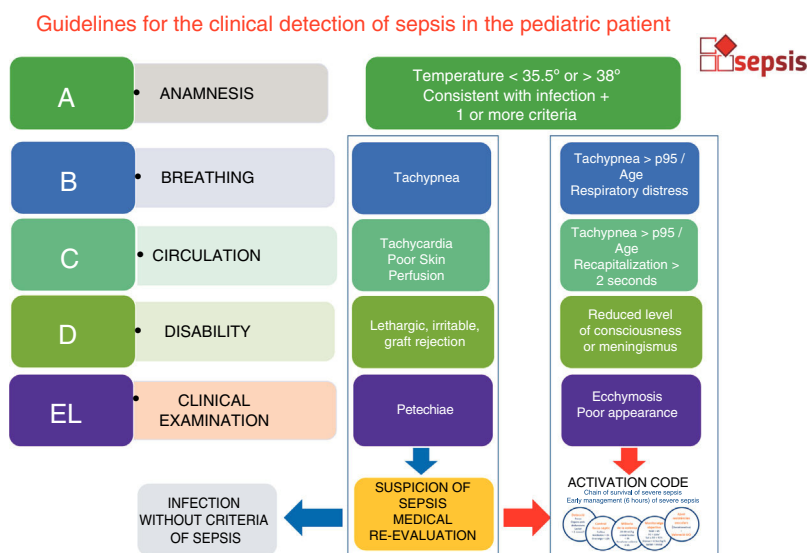 Guidelines for the clinical detection of sepsis in the pediatric patient
sepsis
A
• ANAMNESIS
Temperature < 35.5° or > 38°
Consistent with infection +
1 or more criteria
B
• BREATHING
Tachypnea
Tachypnea > p95 /
Age
Respiratory distress
C
• CIRCULATION
Tachycardia
Poor Skin
Perfusion
Tachypnea > p95 /
Age
Recapitalization >
2 seconds
D
• DISABILITY
Lethargic, irritable,
graft rejection
Reduced level
of consciousness
or meningismus
EL
• CLINICAL
EXAMINATION
Petechiae
Ecchymosis
Poor appearance
INFECTION
WITHOUT CRITERIA
OF SEPSIS
SUSPICION OF
SEPSIS
MEDICAL
RE-EVALUATION
ACTIVATION CODE
Chain of survival of severe sepsis
Early management (6 hours) of severe sepsis